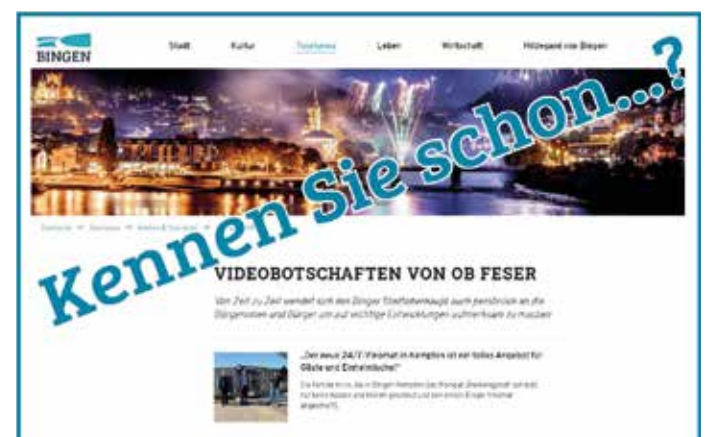 BINGEN
Stadt Kultur Tourismus Leben Wirtschaft Hildegard von Bingen
Kennen Sie schon...?
Startseite
VIDEOBOTSCHAFTEN VON OB FESER
Von Zeit zu Zeit wendet sich das Binger Stadtoberhaupt auch persönlich an die
Bürgerinnen und Bürger um auf wichtige Entwicklungen aufmerksam zu machen
„Der neue 24/7 Vinomat in Kempten ist ein tolles Angebot für
Gäste und Einheimische!"